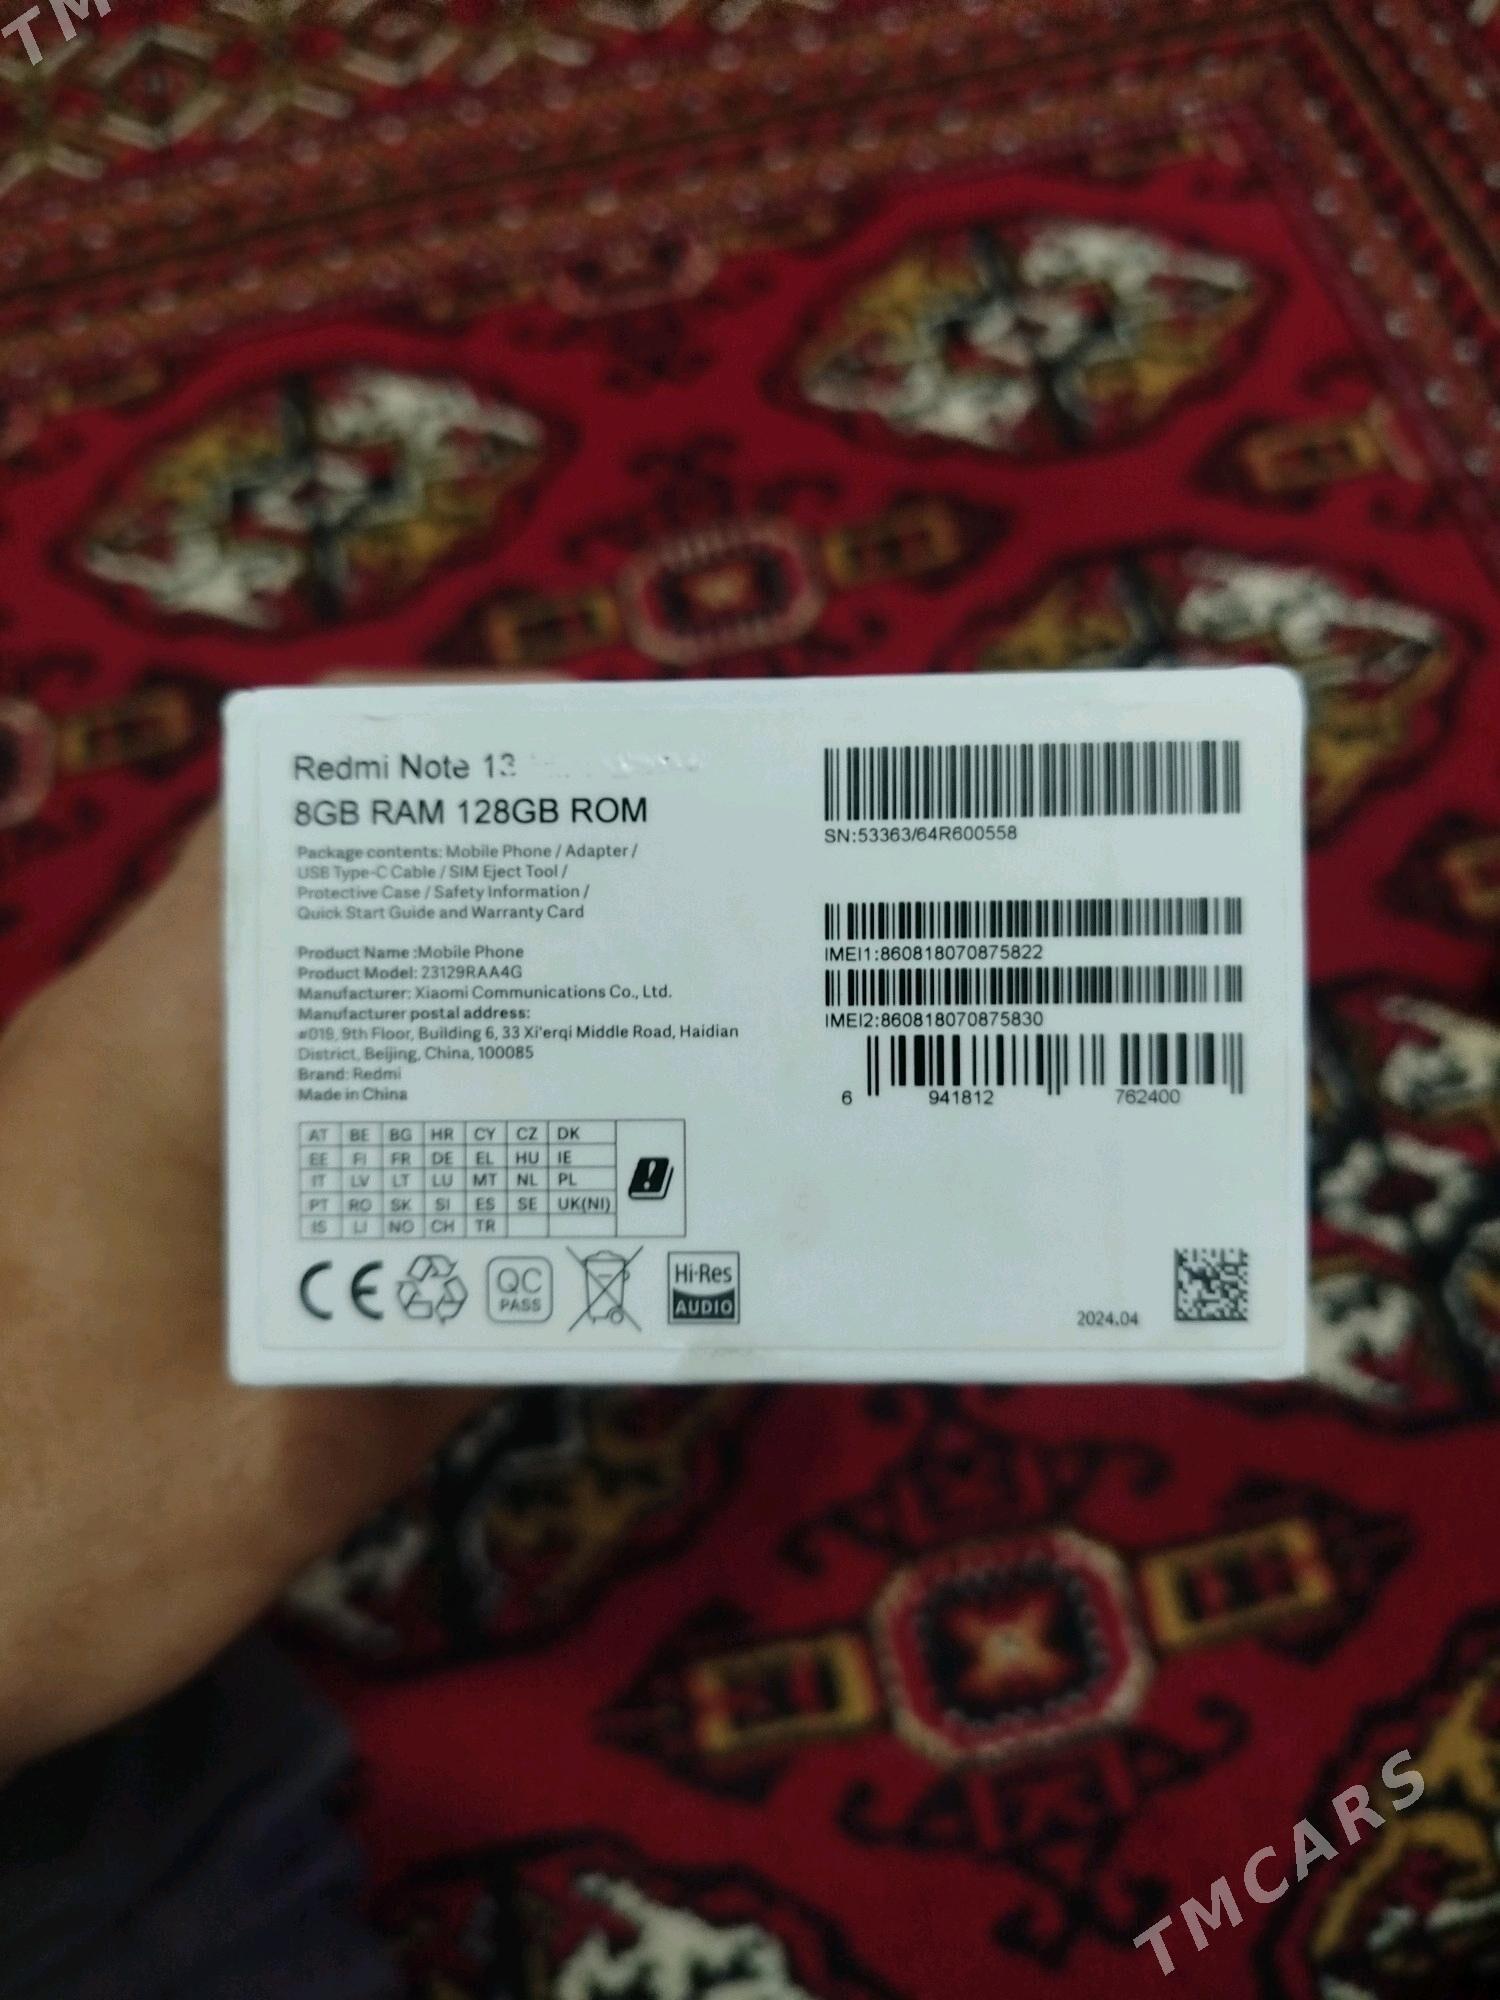 TM
Redmi Note 13
8GB RAM 128GB ROM
Package contents: Mobile Phone / Adapter /
USB Type-C Cable / SIM Eject Tool /
Protective Case / Safety Information /
Quick Start Guide and Warranty Card
Product Name :Mobile Phone
Product Model: 23129RAA4G
Manufacturer: Xiaomi Communications Co., Ltd.
Manufacturer postal address:
#019, 9th Floor, Building 6, 33 Xi'erqi Middle Road, Haidian
District, Beijing, China, 100085
Brand: Redmi
Made in China
SN:53363/64R600558
IMEI1:860818070875822
IMEI2:860818070875830
6 941812 762400
AT BE BG HR CY CZ DK
EE FI FR DE EL HU IE
IT LV LT LU MT NL PL
PT RO SK SI ES SE UK(NI)
IS LI NO CH TR
CE
QC
PASS
Hi-Res
AUDIO
2024.04
TMCARS